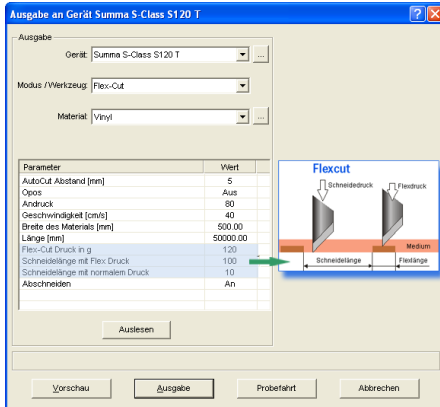 Ausgabe an Gerät Summa S-Class S120 T
Ausgabe
Gerät: Summa S-Class S120 T ...
Modus / Werkzeug: Flex-Cut
Material: Vinyl ...
Parameter Wert
AutoCut Abstand [mm] 5
Opos Aus
Andruck 80
Geschwindigkeit [cm/s] 40
Breite des Materials [mm] 500.00
Länge [mm] 50000.00
Flex-Cut Druck in g 120
Schneidelänge mit Flex Druck 100
Schneidelänge mit normalem Druck 10
Abschneiden An
Flexcut
Schneidedruck Flexdruck
Medium
Schneidelänge Flexlänge
Auslesen
Vorschau Ausgabe Probefahrt Abbrechen